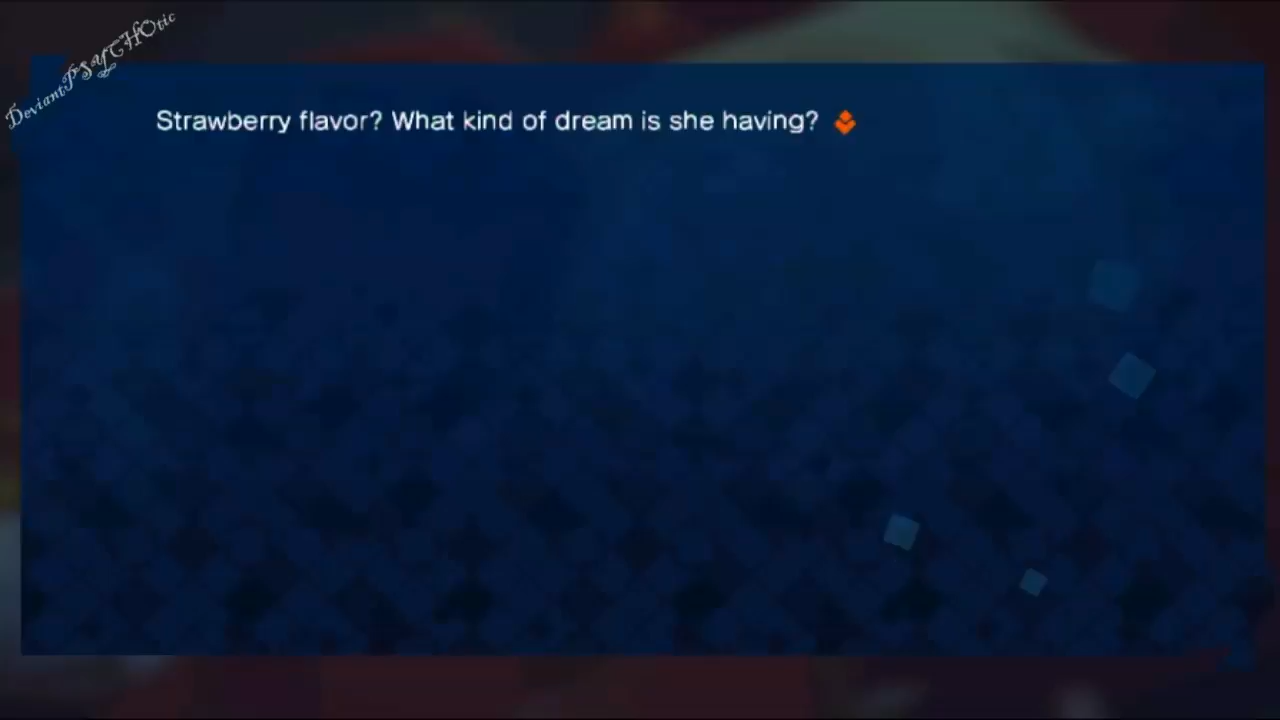 DeviantPSYCHOtic
Strawberry flavor? What kind of dream is she having?